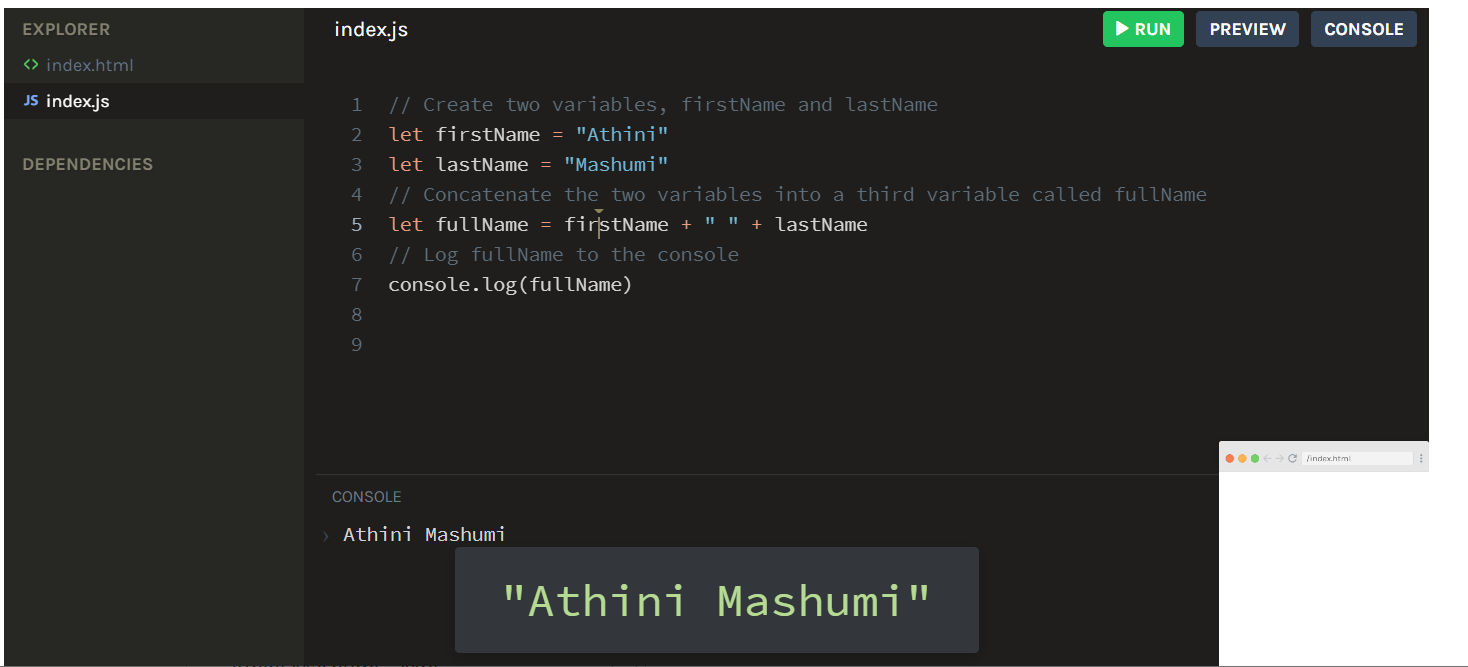 EXPLORER
index.html
JS index.js
DEPENDENCIES
index.js
RUN
PREVIEW
CONSOLE
1 // Create two variables, firstName and lastName
2 let firstName = "Athini"
3 let lastName = "Mashumi"
4 // Concatenate the two variables into a third variable called fullName
5 let fullName = firstName + " " + lastName
6 // Log fullName to the console
7 console.log(fullName)
8
9
CONSOLE
› Athini Mashumi
"Athini Mashumi"
/index.html